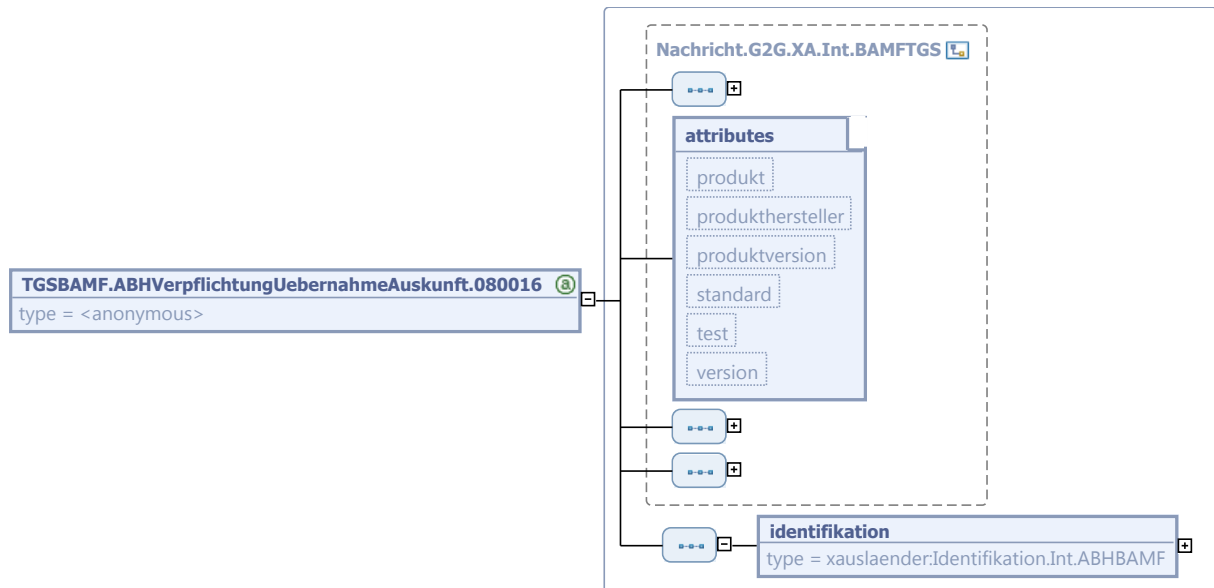 Nachricht.G2G.XA.Int.BAMFTGS
attributes
produkt
produkthersteller
produktversion
standard
test
version
TGSBAMF.ABHVerpflichtungUebernahmeAuskunft.080016 a
type = <anonymous>
identifikation
type = xauslaender:Identifikation.Int.ABHBAMF